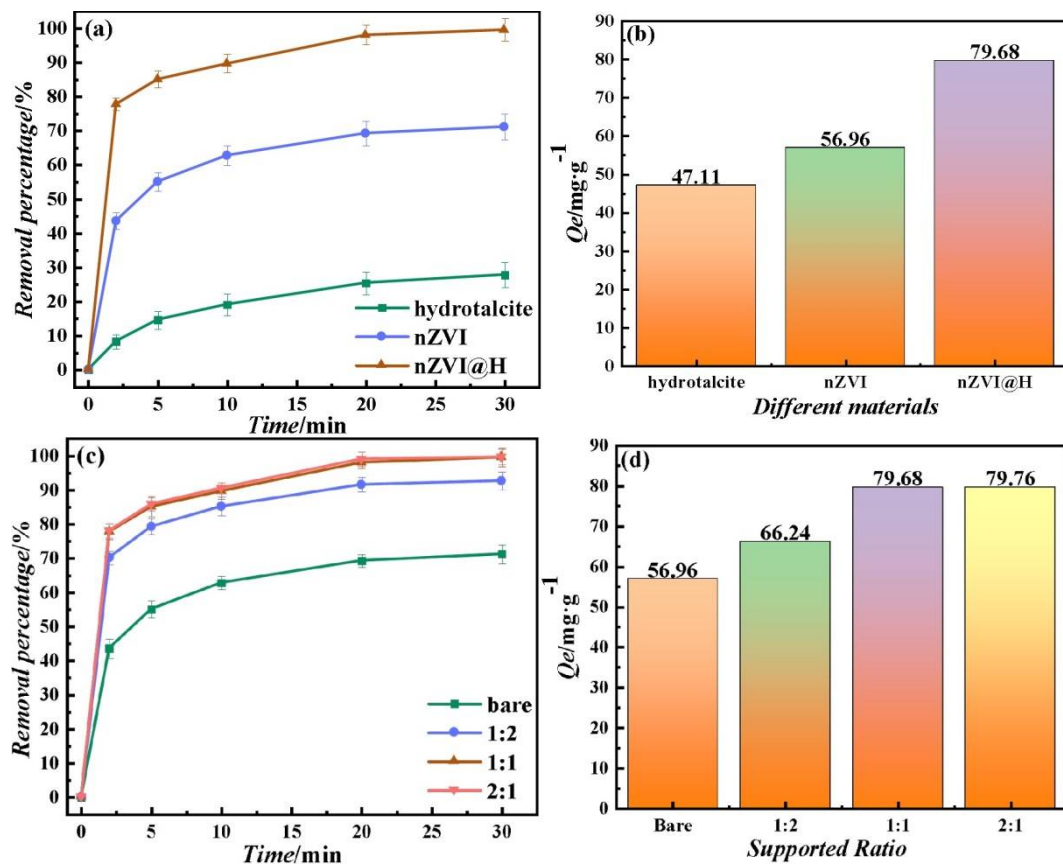 (a)
Removal percentage/%
100
90
80
70
60
50
40
30
20
10
0
hydrotalcite
nZVI
nZVI@H
0 5 10 15 20 25 30
Time/min
(b)
Qe/mg·g-1
90
80
70
60
50
40
30
20
10
0
47.11
56.96
79.68
hydrotalcite nZVI nZVI@H
Different materials
(c)
Removal percentage/%
100
90
80
70
60
50
40
30
20
10
0
bare
1:2
1:1
2:1
0 5 10 15 20 25 30
Time/min
(d)
Qe/mg·g-1
90
80
70
60
50
40
30
20
10
0
56.96
66.24
79.68
79.76
Bare 1:2 1:1 2:1
Supported Ratio